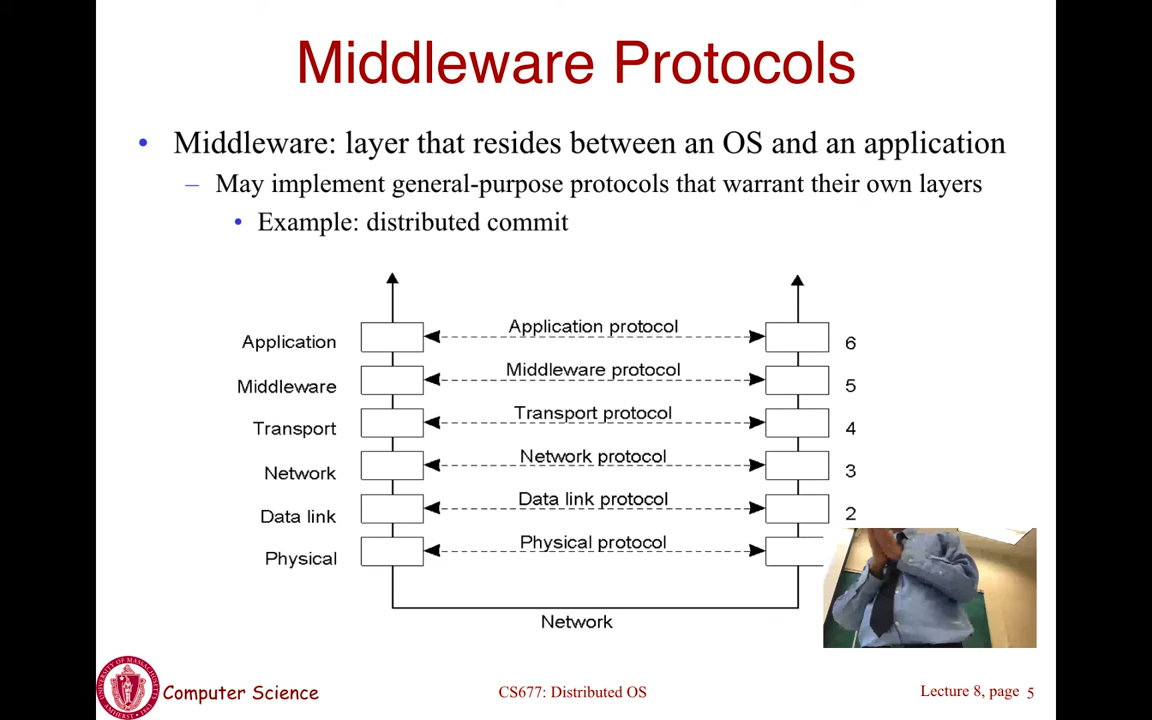 Middleware Protocols
• Middleware: layer that resides between an OS and an application
– May implement general-purpose protocols that warrant their own layers
• Example: distributed commit
Application Application protocol 6
Middleware Middleware protocol 5
Transport Transport protocol 4
Network Network protocol 3
Data link Data link protocol 2
Physical Physical protocol
Network
Computer Science CS677: Distributed OS Lecture 8, page 5